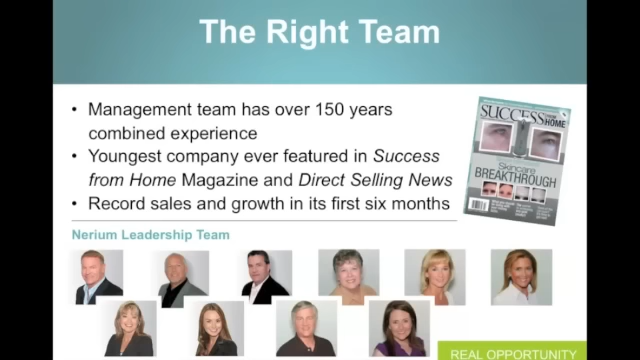 The Right Team
• Management team has over 150 years
combined experience
• Youngest company ever featured in Success
from Home Magazine and Direct Selling News
• Record sales and growth in its first six months
SUCCESS
HOME
Skincare
BREAKTHROUGH
Nerium Leadership Team
REAL OPPORTUNITY